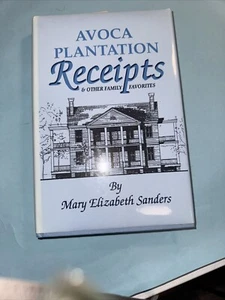 AVOCA
PLANTATION
Receipts
& OTHER FAMILY FAVORITES
By
Mary Elizabeth Sanders